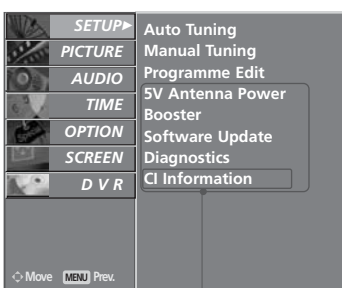 SETUP
PICTURE
AUDIO
TIME
OPTION
SCREEN
D V R
Auto Tuning
Manual Tuning
Programme Edit
5V Antenna Power
Booster
Software Update
Diagnostics
CI Information
Move MENU Prev.